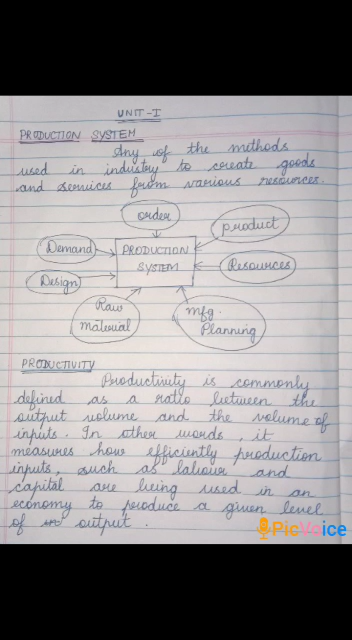 UNIT-I
PRODUCTION SYSTEM
Any of the methods
used in industry to create goods
and services from various resources.
order
product
Demand
PRODUCTION
SYSTEM
Resources
Design
Raw
material
mfg.
Planning
PRODUCTIVITY
Productivity is commonly
defined as a ratio between the
output volume and the volume of
inputs. In other words, it
measures how efficiently production
inputs, such as labour and
capital are being used in an
economy to produce a given level
of output.
PicVoice